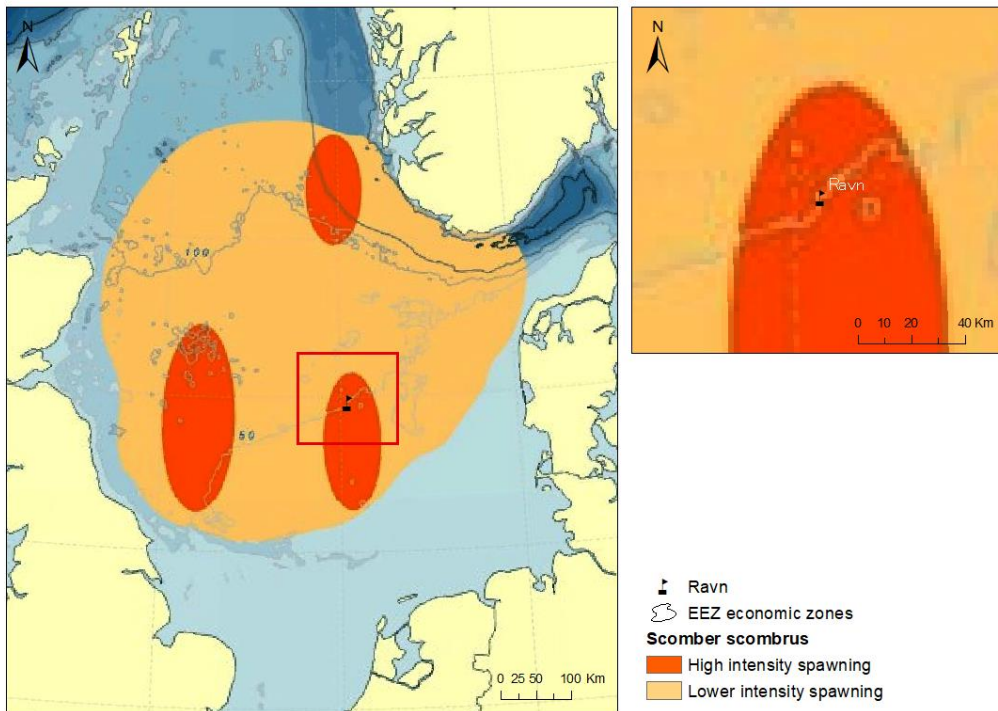 N
100
50
0 25 50 100 Km
N
Ravn
0 10 20 40 Km
Ravn
EEZ economic zones
Scomber scombrus
High intensity spawning
Lower intensity spawning